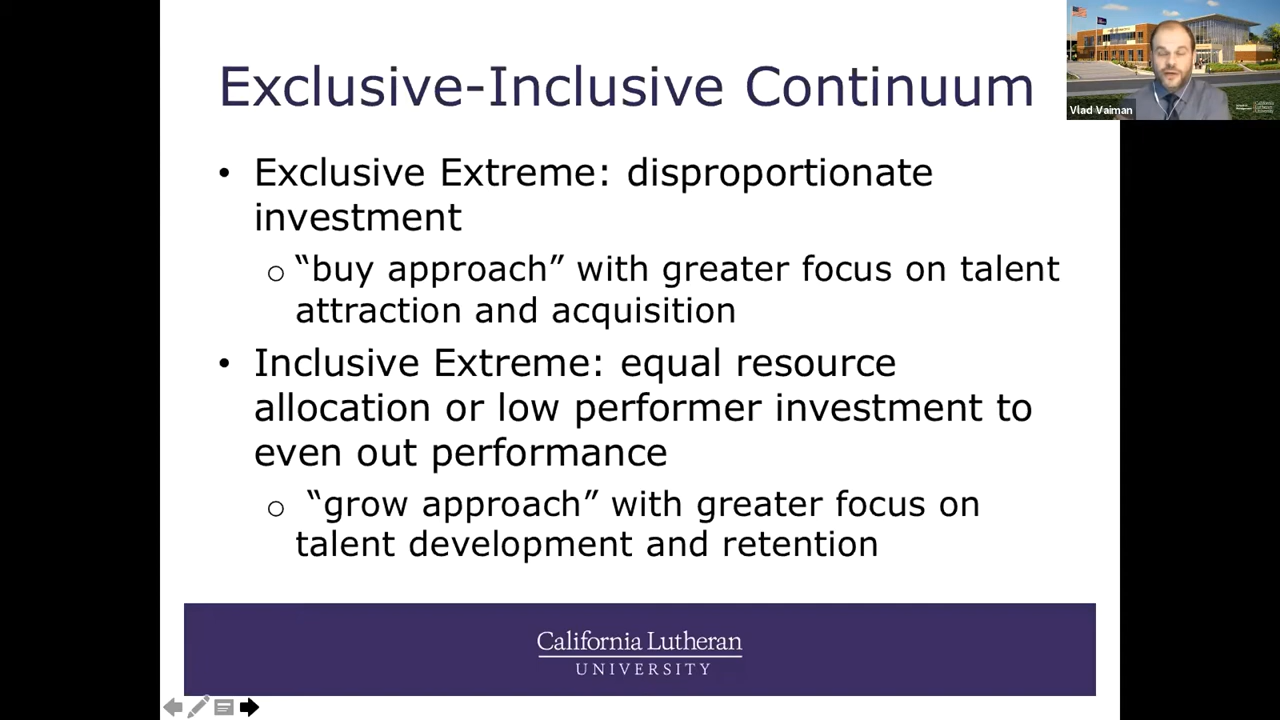 Exclusive-Inclusive Continuum
Vlad Vaiman
• Exclusive Extreme: disproportionate
investment
o “buy approach” with greater focus on talent
attraction and acquisition
• Inclusive Extreme: equal resource
allocation or low performer investment to
even out performance
o “grow approach” with greater focus on
talent development and retention
California Lutheran
UNIVERSITY